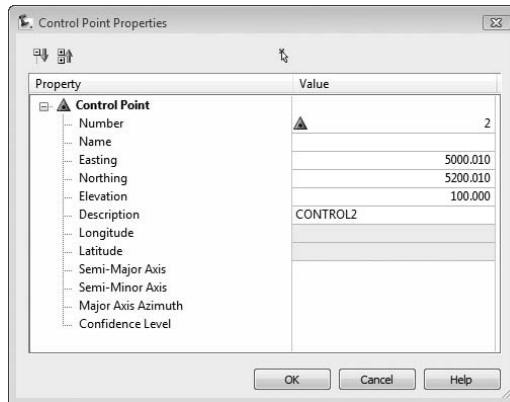 Control Point Properties
Property Value
Control Point
Number 2
Name
Easting 5000.010
Northing 5200.010
Elevation 100.000
Description CONTROL2
Longitude
Latitude
Semi-Major Axis
Semi-Minor Axis
Major Axis Azimuth
Confidence Level
OK Cancel Help